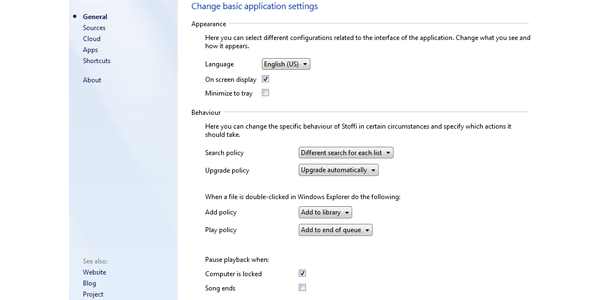 General
Sources
Cloud
Apps
Shortcuts
About
See also:
Website
Blog
Project
Change basic application settings
Appearance
Here you can select different configurations related to the interface of the application. Change what you see and
how it appears.
Language English (US)
On screen display
Minimize to tray
Behaviour
Here you can change the specific behaviour of Stoffi in certain circumstances and specify which actions it
should take.
Search policy Different search for each list
Upgrade policy Upgrade automatically
When a file is double-clicked in Windows Explorer do the following:
Add policy Add to library
Play policy Add to end of queue
Pause playback when:
Computer is locked
Song ends